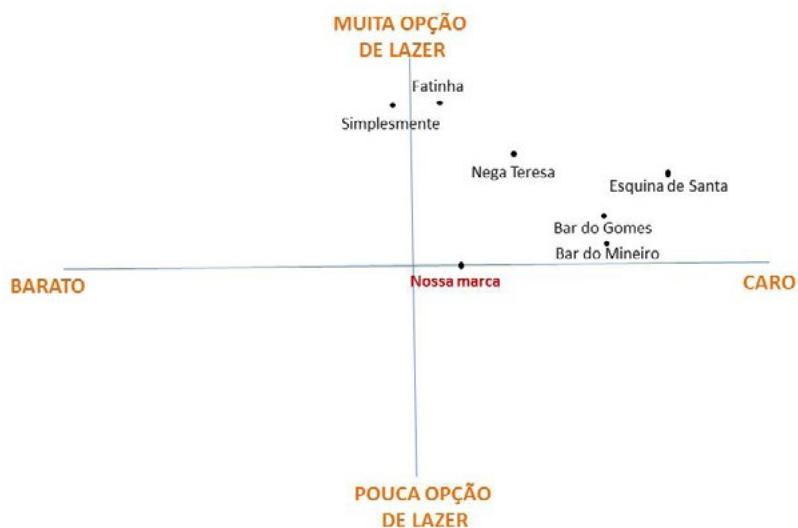 MUITA OPÇÃO
DE LAZER
Fatinha
Simplesmente
Nega Teresa
Esquina de Santa
Bar do Gomes
Bar do Mineiro
BARATO
Nossa marca
CARO
POUCA OPÇÃO
DE LAZER